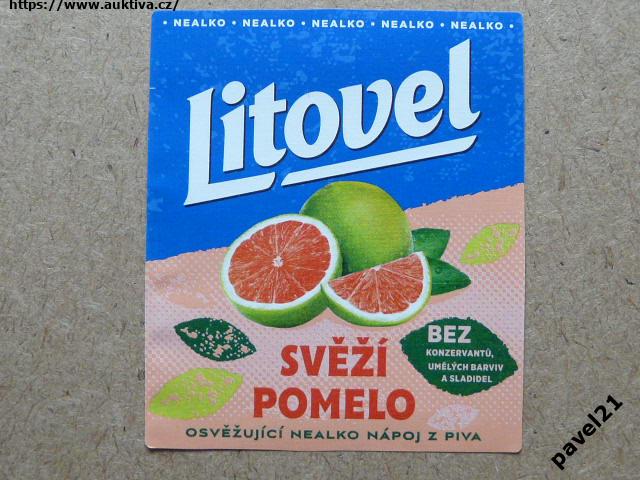 https://www.auktiva.cz/
• NEALKO • NEALKO • NEALKO • NEALKO • NEALKO •
Litovel
BEZ
KONZERVANTŮ,
UMĚLÝCH BARVIV
A SLADIDEL
SVĚŽÍ
POMELO
OSVĚŽUJÍCÍ NEALKO NÁPOJ Z PIVA
pavel21